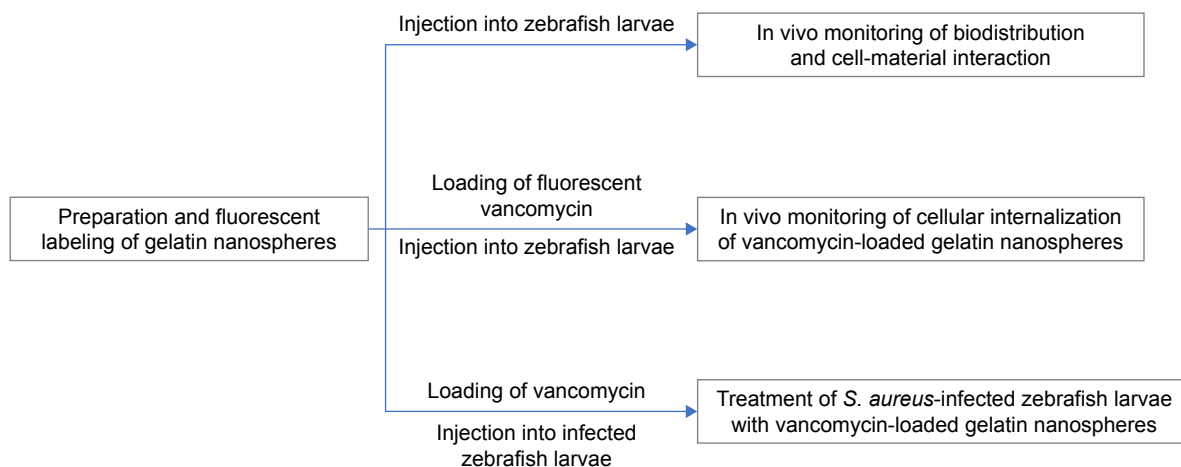 Injection into zebrafish larvae
In vivo monitoring of biodistribution
and cell-material interaction
Preparation and fluorescent
labeling of gelatin nanospheres
Loading of fluorescent
vancomycin
Injection into zebrafish larvae
In vivo monitoring of cellular internalization
of vancomycin-loaded gelatin nanospheres
Loading of vancomycin
Injection into infected
zebrafish larvae
Treatment of S. aureus-infected zebrafish larvae
with vancomycin-loaded gelatin nanospheres